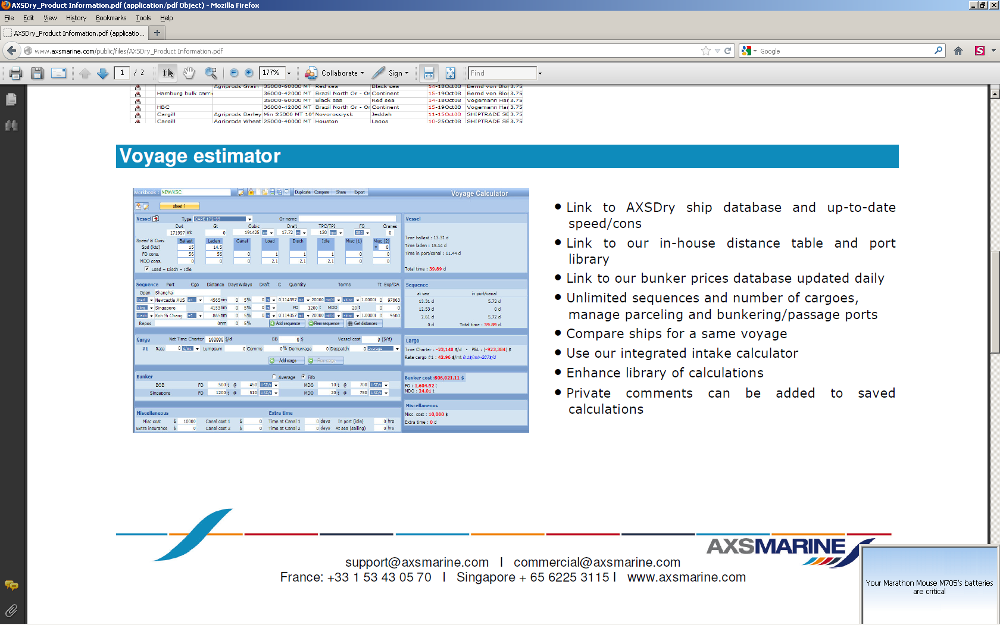 AXSDry_Product Information.pdf (application/pdf Object) - Mozilla Firefox
File Edit View History Bookmarks Tools Help
AXSDry_Product Information.pdf (applicatio... +
www.axsmarine.com/public/files/AXSDry_Product Information.pdf
Google
1 / 2 177% Collaborate Sign Find
Agriprods Grain 35000-60000 MT Red sea Black sea 14-18Oct08 Bernd von Blor 3.75
Hamburg bulk carri 36000-42000 MT Brazil North Or - Or Continent 15-19Oct08 Bernd von Blor 3.75
35000-60000 MT Black sea Red sea 14-18Oct08 Vogemann Har 3.75
HBC 36000-42000 MT Brazil North Or - Or Continent 15-19Oct08 Vogemann Har 3.75
Cargill Agriprods Barley Min 25000 MT 10% Novorossiysk Jeddah 11-15Oct08 SHIPTRADE SE 3.75
Cargill Agriprods Wheat 25000-40000 MT Houston Lagos 10-25Oct08 SHIPTRADE SE 3.75
Voyage estimator
Workbook : NEW/KSC Duplicate Compare Share Export Voyage Calculator
sheet 1
Vessel Type CAPE 172-99 Or name
Dwt Gt Cubic Draft TPC/TPI FO Cranes
171997 mt 0 191425 17.72 m 120 380 0
Speed & Cons Ballast Laden Canal Load Disch Idle Misc (1) Misc (2)
Spd (kts) 15 14.5 x 0
FO cons. 56 56 0 1 1 1 0 0
MDO cons. 0 0 0 2.1 2.1 2.1 0 0
Load = Disch = Idle
Vessel
Time ballast : 13.31 d
Time laden : 15.14 d
Time in port/canal : 11.44 d
Total time : 39.89 d
Sequence Port Cgo Distance Days Wdays Draft C Quantity Terms Tt Exp/DA
Open Shanghai
load Newcastle AUS #1 4565nm 0 5% 0 m 0 114357 mt 20000 mt/d shinc 1.0000 0 97863
bkre Singapore 4153nm 0 5% 0 m FO 1200 t MDO 20 t 0 0
disch Koh Si Chang #1 865nm 0 5% 0 m 0 114357 mt 20000 mt/d shinc 1.0000 0 9500
Repos 0nm 0 5% Add sequence Rem sequence Get distances
Sequence
at sea in port/canal
13.31 d 5.72 d
12.53 d 0 d
2.61 d 5.72 d
0 d Total time : 39.89 d
Cargo Net Time Charter 100000 $/d BB 0 $ Vessel cost 0 ($/d)
#1 Rate 0 $/mt Lumpsum 0 Comms 0% Demurrage 0 Despatch 0 average
Add cargo Rem cargo
Cargo
Time Charter : -23,148 $/d - P&L : (-923,384) $
Rate cargo #1 : 42.96 $/mt 0.1$/mt=287$/d
Bunker Average Fifo
BOB FO 500 t @ 450 USD/t MDO 10 t @ 700 USD/t
Singapore FO 1200 t @ 510 USD/t MDO 20 t @ 750 USD/t
Bunker cost :806,021.11 $
FO : 1,604.92 t
MDO : 24.01 t
Miscellaneous Extra time
Misc cost $ 10000 Canal cost 1 $ 0 Time at Canal 1 0 days In port (idle) 0 hrs
Extra insurance $ 0 Canal cost 2 $ 0 Time at Canal 2 0 days At sea (sailing) 0 hrs
Miscellaneous
Misc. cost : 10,000 $
Extra time : 0 d
● Link to AXSDry ship database and up-to-date
speed/cons
● Link to our in-house distance table and port
library
● Link to our bunker prices database updated daily
● Unlimited sequences and number of cargoes,
manage parceling and bunkering/passage ports
● Compare ships for a same voyage
● Use our integrated intake calculator
● Enhance library of calculations
● Private comments can be added to saved
calculations
AXSMARINE
support@axsmarine.com I commercial@axsmarine.com
France: +33 1 53 43 05 70 I Singapore + 65 6225 3115 I www.axsmarine.com
Your Marathon Mouse M705's batteries
are critical